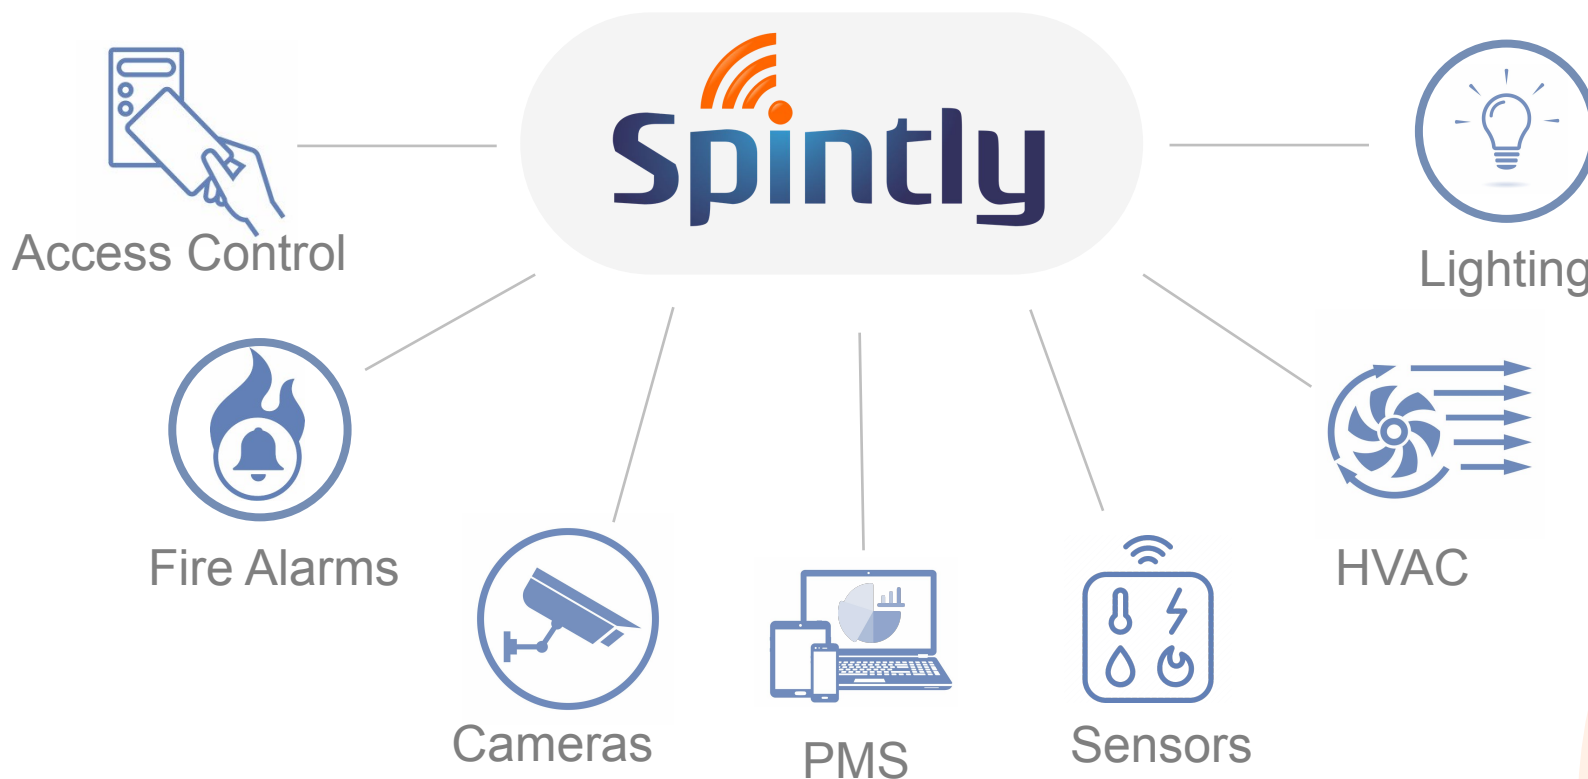 Spintly
Access Control
Lighting
Fire Alarms
HVAC
Cameras
PMS
Sensors